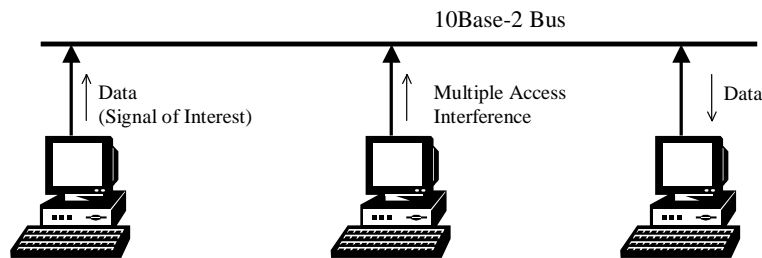 10Base-2 Bus
Data
(Signal of Interest)
Multiple Access
Interference
Data